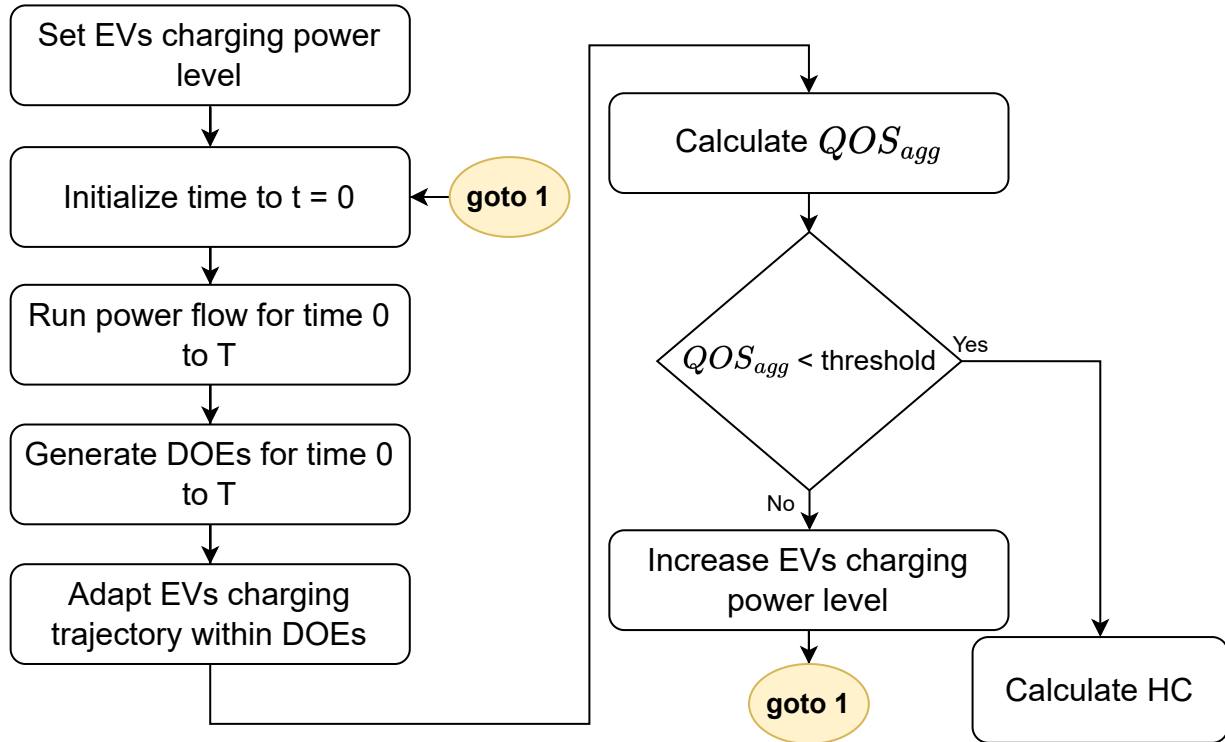 Set EVs charging power
level
Initialize time to t = 0
goto 1
Run power flow for time 0
to T
Generate DOEs for time 0
to T
Adapt EVs charging
trajectory within DOEs
Calculate QOS_agg
QOS_agg < threshold
Yes
No
Increase EVs charging
power level
goto 1
Calculate HC